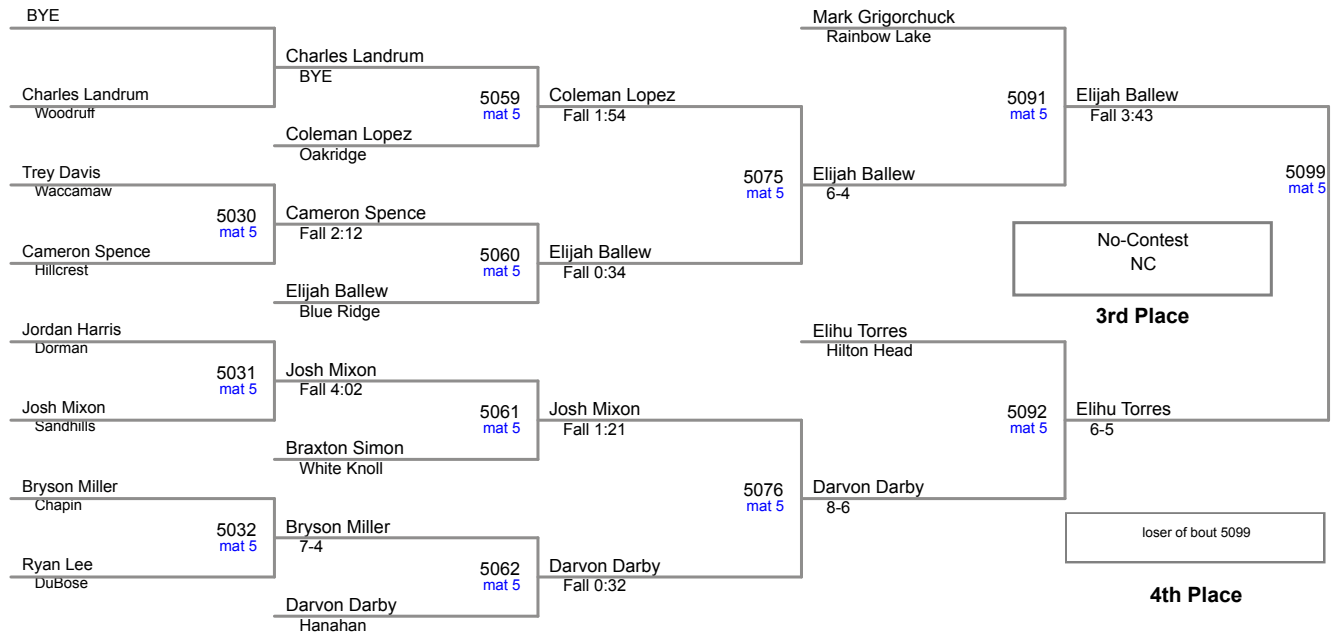 BYE
Charles Landrum
Woodruff
Trey Davis
Waccamaw
5030
mat 5
Cameron Spence
Hillcrest
Jordan Harris
Dorman
5031
mat 5
Josh Mixon
Sandhills
Bryson Miller
Chapin
5032
mat 5
Ryan Lee
DuBose
Charles Landrum
BYE
5059
mat 5
Coleman Lopez
Oakridge
Cameron Spence
Fall 2:12
5060
mat 5
Elijah Ballew
Blue Ridge
Josh Mixon
Fall 4:02
5061
mat 5
Braxton Simon
White Knoll
Bryson Miller
7-4
5062
mat 5
Darvon Darby
Hanahan
Coleman Lopez
Fall 1:54
5075
mat 5
Elijah Ballew
Fall 0:34
Josh Mixon
Fall 1:21
5076
mat 5
Darvon Darby
Fall 0:32
Mark Grigorchuck
Rainbow Lake
5091
mat 5
Elijah Ballew
6-4
Elihu Torres
Hilton Head
5092
mat 5
Darvon Darby
8-6
Elijah Ballew
Fall 3:43
5099
mat 5
Elihu Torres
6-5
No-Contest
NC
3rd Place
loser of bout 5099
4th Place